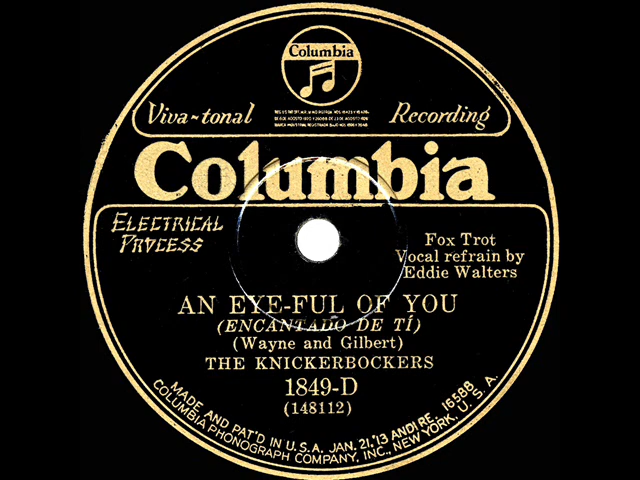 Columbia
Viva-tonal
Recording
Columbia
ELECTRICAL
PROCESS
Fox Trot
Vocal refrain by
Eddie Walters
AN EYE-FUL OF YOU
(ENCANTADO DE TÍ)
(Wayne and Gilbert)
THE KNICKERBOCKERS
1849-D
(148112)
MADE AND PAT'D IN U.S.A. JAN. 21,'13 AND RE. 16588
COLUMBIA PHONOGRAPH COMPANY, INC., NEW YORK, U.S.A.